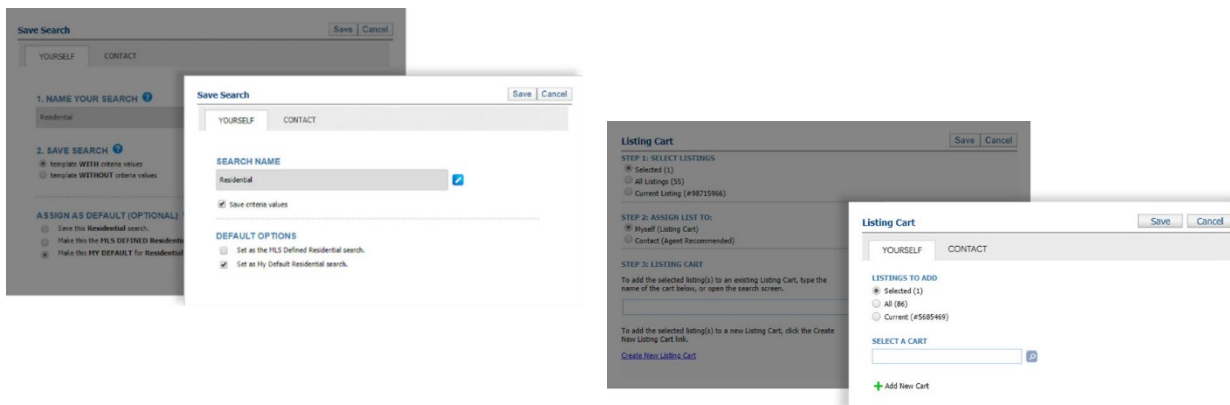 Save Search
Save Cancel
YOURSELF CONTACT
1. NAME YOUR SEARCH ?
Residential
2. SAVE SEARCH ?
template WITH criteria values
template WITHOUT criteria values
ASSIGN AS DEFAULT (OPTIONAL)
Save this Residential search.
Make this the MLS DEFINED
Make this MY DEFAULT for Residential
Save Search
Save Cancel
YOURSELF CONTACT
SEARCH NAME
Residential
Save criteria values
DEFAULT OPTIONS
Set as the MLS Defined Residential search.
Set as My Default Residential search.
Listing Cart
Save Cancel
STEP 1: SELECT LISTINGS
Selected (1)
All Listings (55)
Current Listing (#98715966)
STEP 2: ASSIGN LIST TO:
Myself (Listing Cart)
Contact (Agent Recommended)
STEP 3: LISTING CART
To add the selected listing(s) to an existing Listing Cart, type the
name of the cart below, or open the search screen.
To add the selected listing(s) to a new Listing Cart, click the Create
New Listing Cart link.
Create New Listing Cart
Listing Cart
Save Cancel
YOURSELF CONTACT
LISTINGS TO ADD
Selected (1)
All (86)
Current (#5685469)
SELECT A CART
Add New Cart